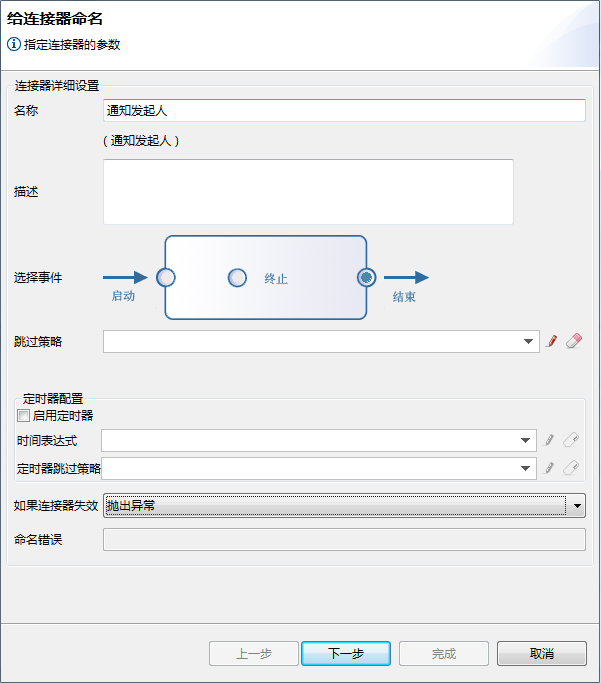 给连接器命名
指定连接器的参数
连接器详细设置
名称 通知发起人
( 通知发起人 )
描述
选择事件 启动 终止 结束
跳过策略
定时器配置
启用定时器
时间表达式
定时器跳过策略
如果连接器失效 抛出异常
命名错误
上一步 下一步 完成 取消